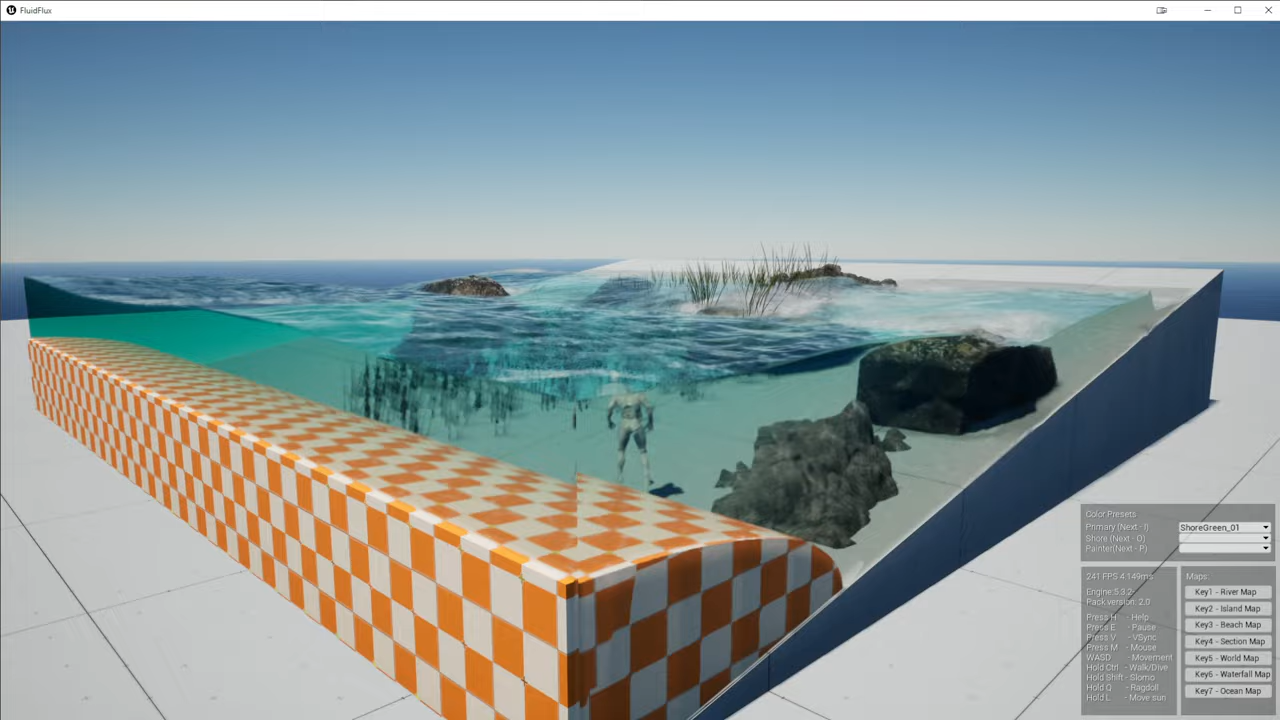 FluidFlux
Color Presets
Primary (Next - I) ShoreGreen_01
Shore (Next - O)
Painter(Next - P)
241 FPS 4.149ms
Engine:5.3.2-
Pack version: 2.0
Press H - Help
Press E - Pause
Press V - VSync
Press M - Mouse
WASD - Movement
Hold Ctrl - Walk/Dive
Hold Shift - Slomo
Hold Q - Ragdoll
Hold L - Move sun
Maps:
Key1 - River Map
Key2 - Island Map
Key3 - Beach Map
Key4 - Section Map
Key5 - World Map
Key6 - Waterfall Map
Key7 - Ocean Map